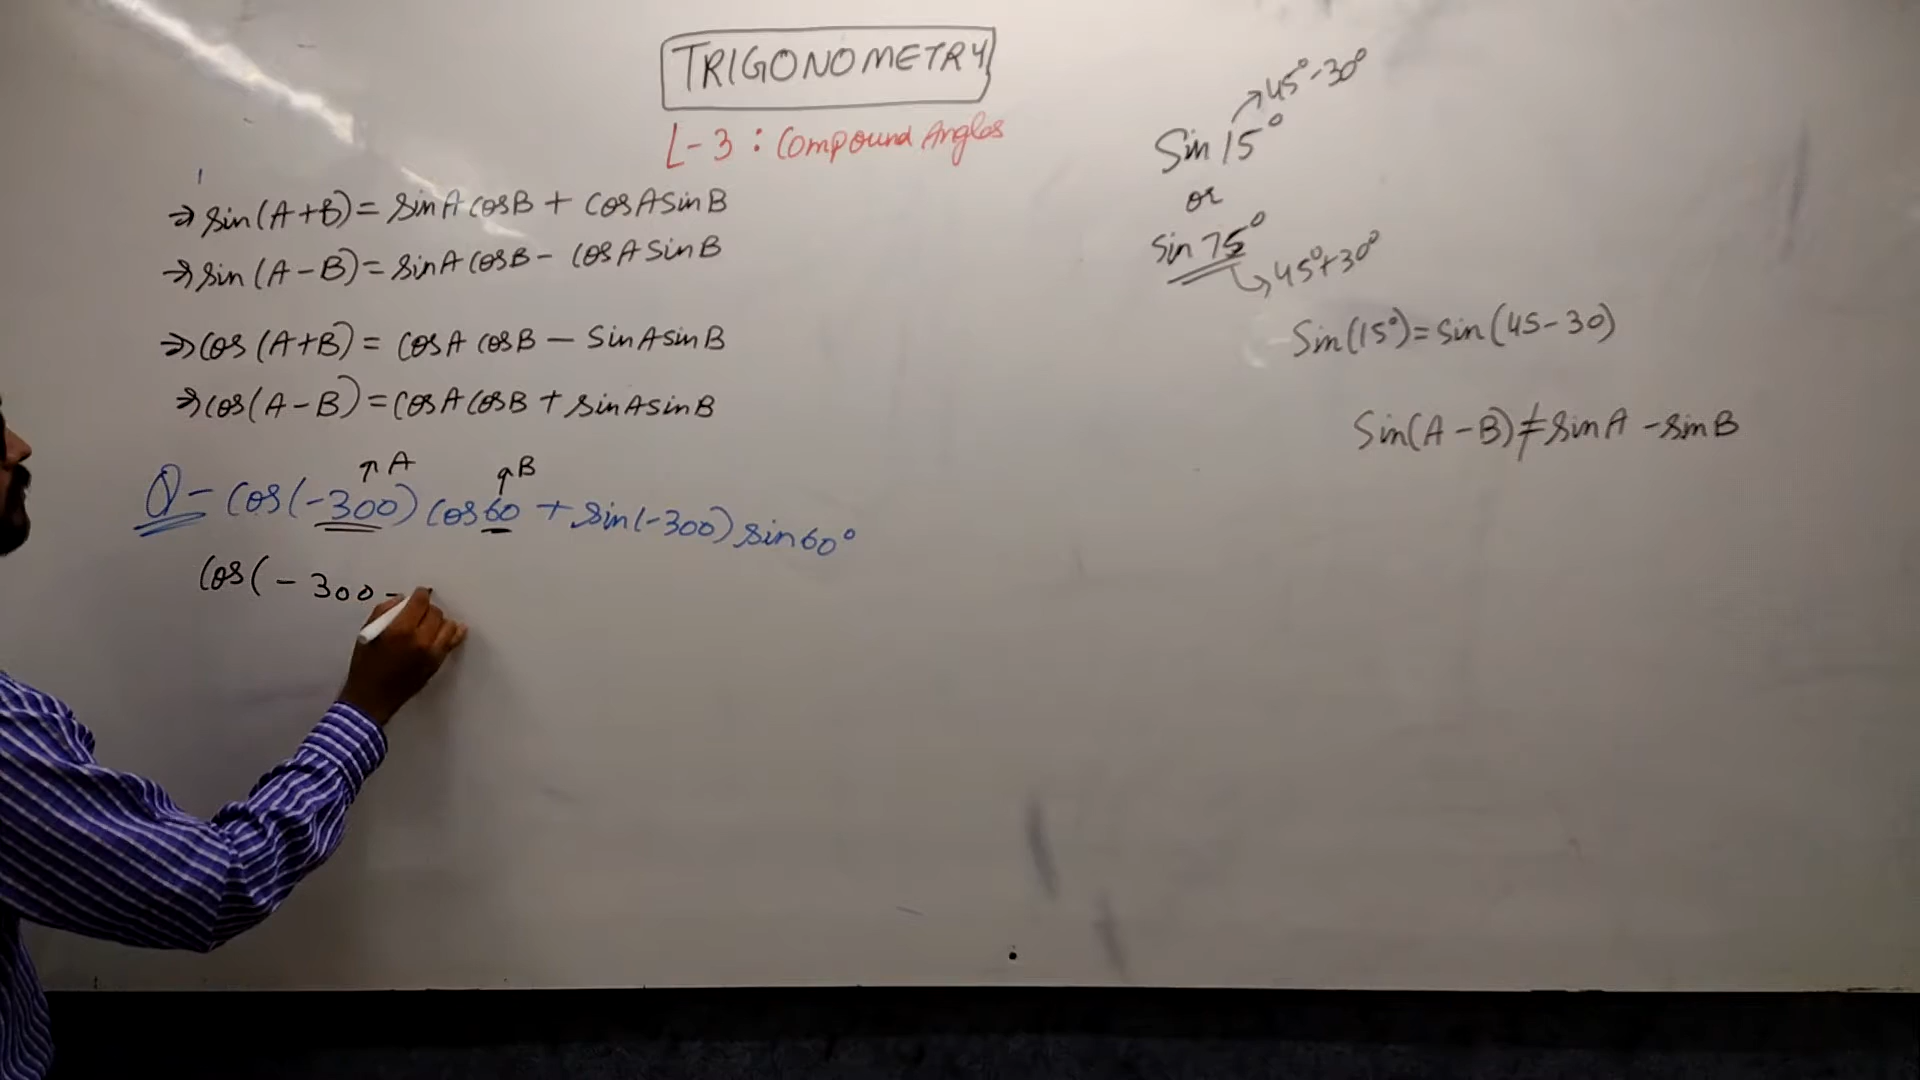 TRIGONOMETRY
L-3 : Compound Angles
→ sin(A+B) = sinA cosB + cosA sinB
→ sin(A-B) = sinA cosB - cosA sinB
→ cos(A+B) = cosA cosB - sinA sinB
→ cos(A-B) = cosA cosB + sinA sinB
↑A ↑B
Q- cos(-300) cos60 + sin(-300) sin60°
cos(-300-
45°-30°
Sin 15°
or
Sin 75°
45°+30°
Sin(15°) = Sin(45-30)
Sin(A-B) ≠ sinA - sinB